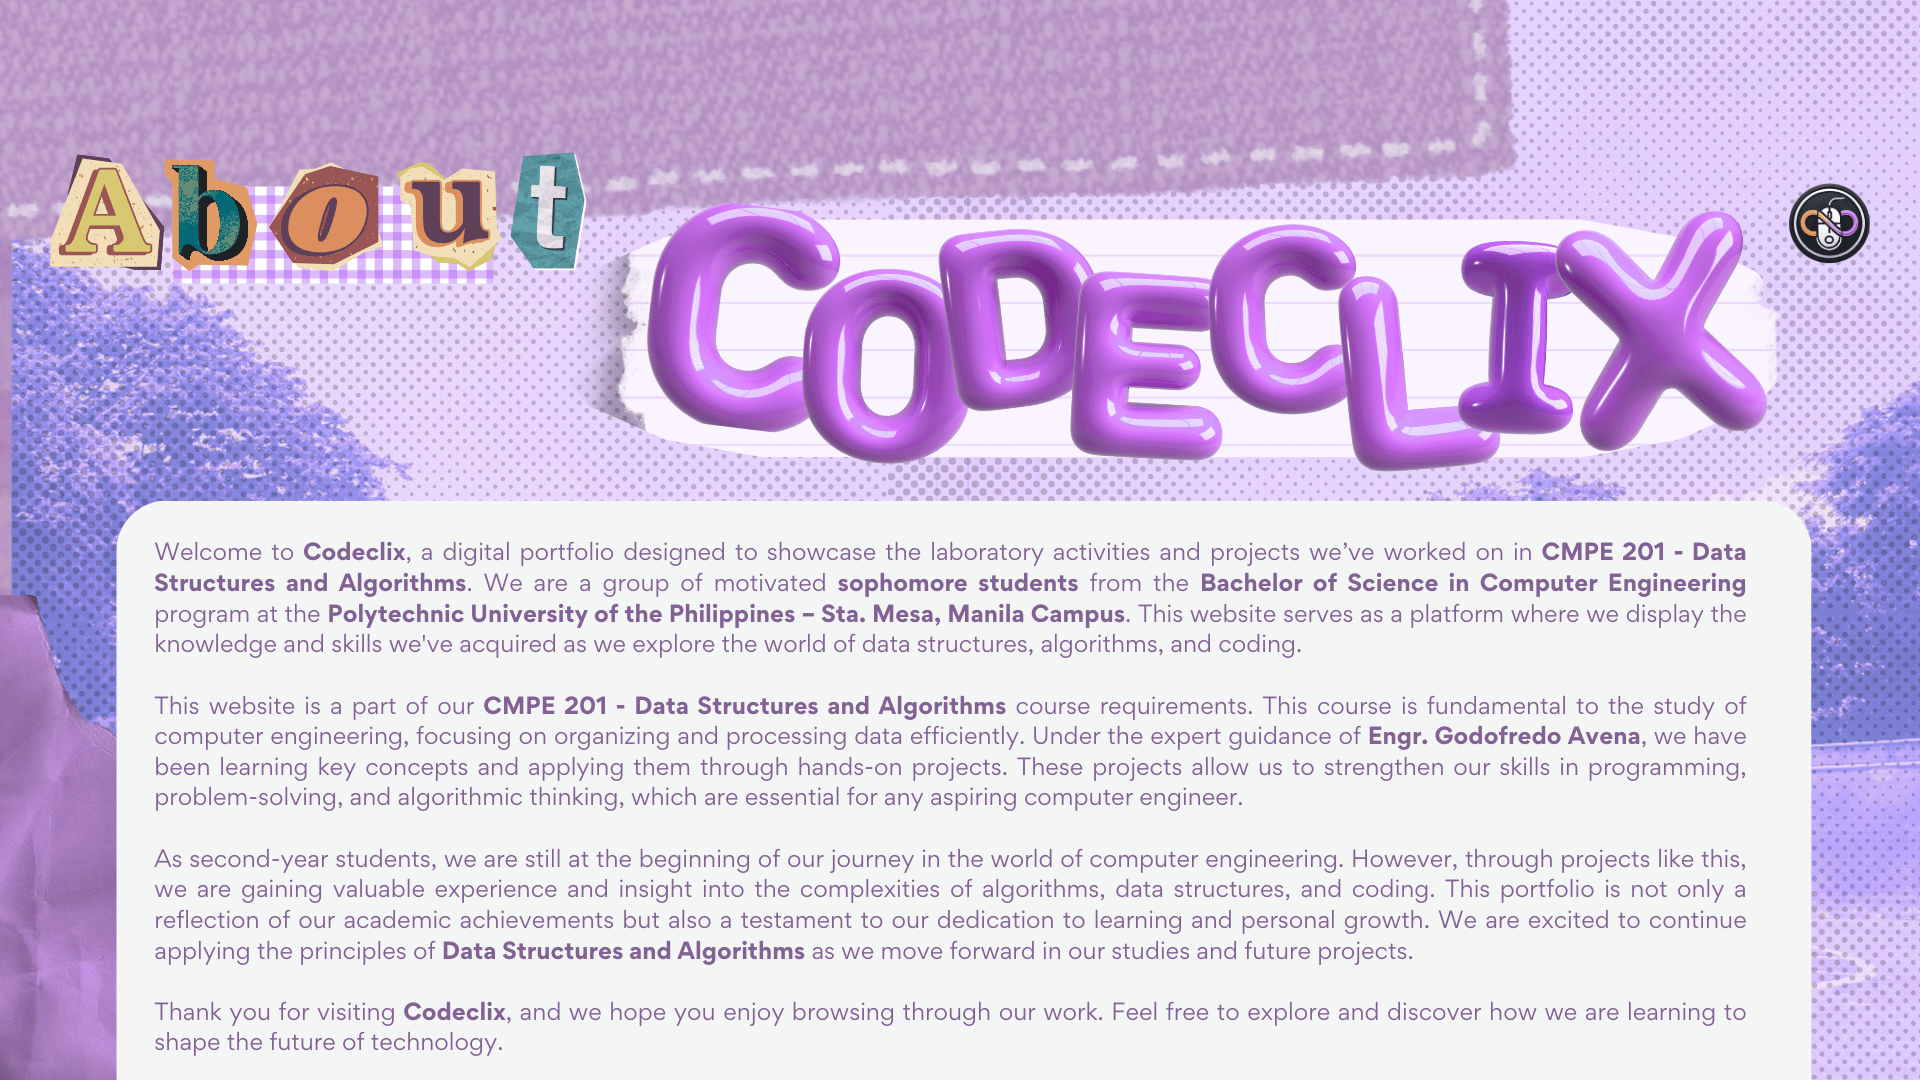 About
CODECLIX
Welcome to Codeclix, a digital portfolio designed to showcase the laboratory activities and projects we’ve worked on in CMPE 201 - Data
Structures and Algorithms. We are a group of motivated sophomore students from the Bachelor of Science in Computer Engineering
program at the Polytechnic University of the Philippines – Sta. Mesa, Manila Campus. This website serves as a platform where we display the
knowledge and skills we've acquired as we explore the world of data structures, algorithms, and coding.
This website is a part of our CMPE 201 - Data Structures and Algorithms course requirements. This course is fundamental to the study of
computer engineering, focusing on organizing and processing data efficiently. Under the expert guidance of Engr. Godofredo Avena, we have
been learning key concepts and applying them through hands-on projects. These projects allow us to strengthen our skills in programming,
problem-solving, and algorithmic thinking, which are essential for any aspiring computer engineer.
As second-year students, we are still at the beginning of our journey in the world of computer engineering. However, through projects like this,
we are gaining valuable experience and insight into the complexities of algorithms, data structures, and coding. This portfolio is not only a
reflection of our academic achievements but also a testament to our dedication to learning and personal growth. We are excited to continue
applying the principles of Data Structures and Algorithms as we move forward in our studies and future projects.
Thank you for visiting Codeclix, and we hope you enjoy browsing through our work. Feel free to explore and discover how we are learning to
shape the future of technology.